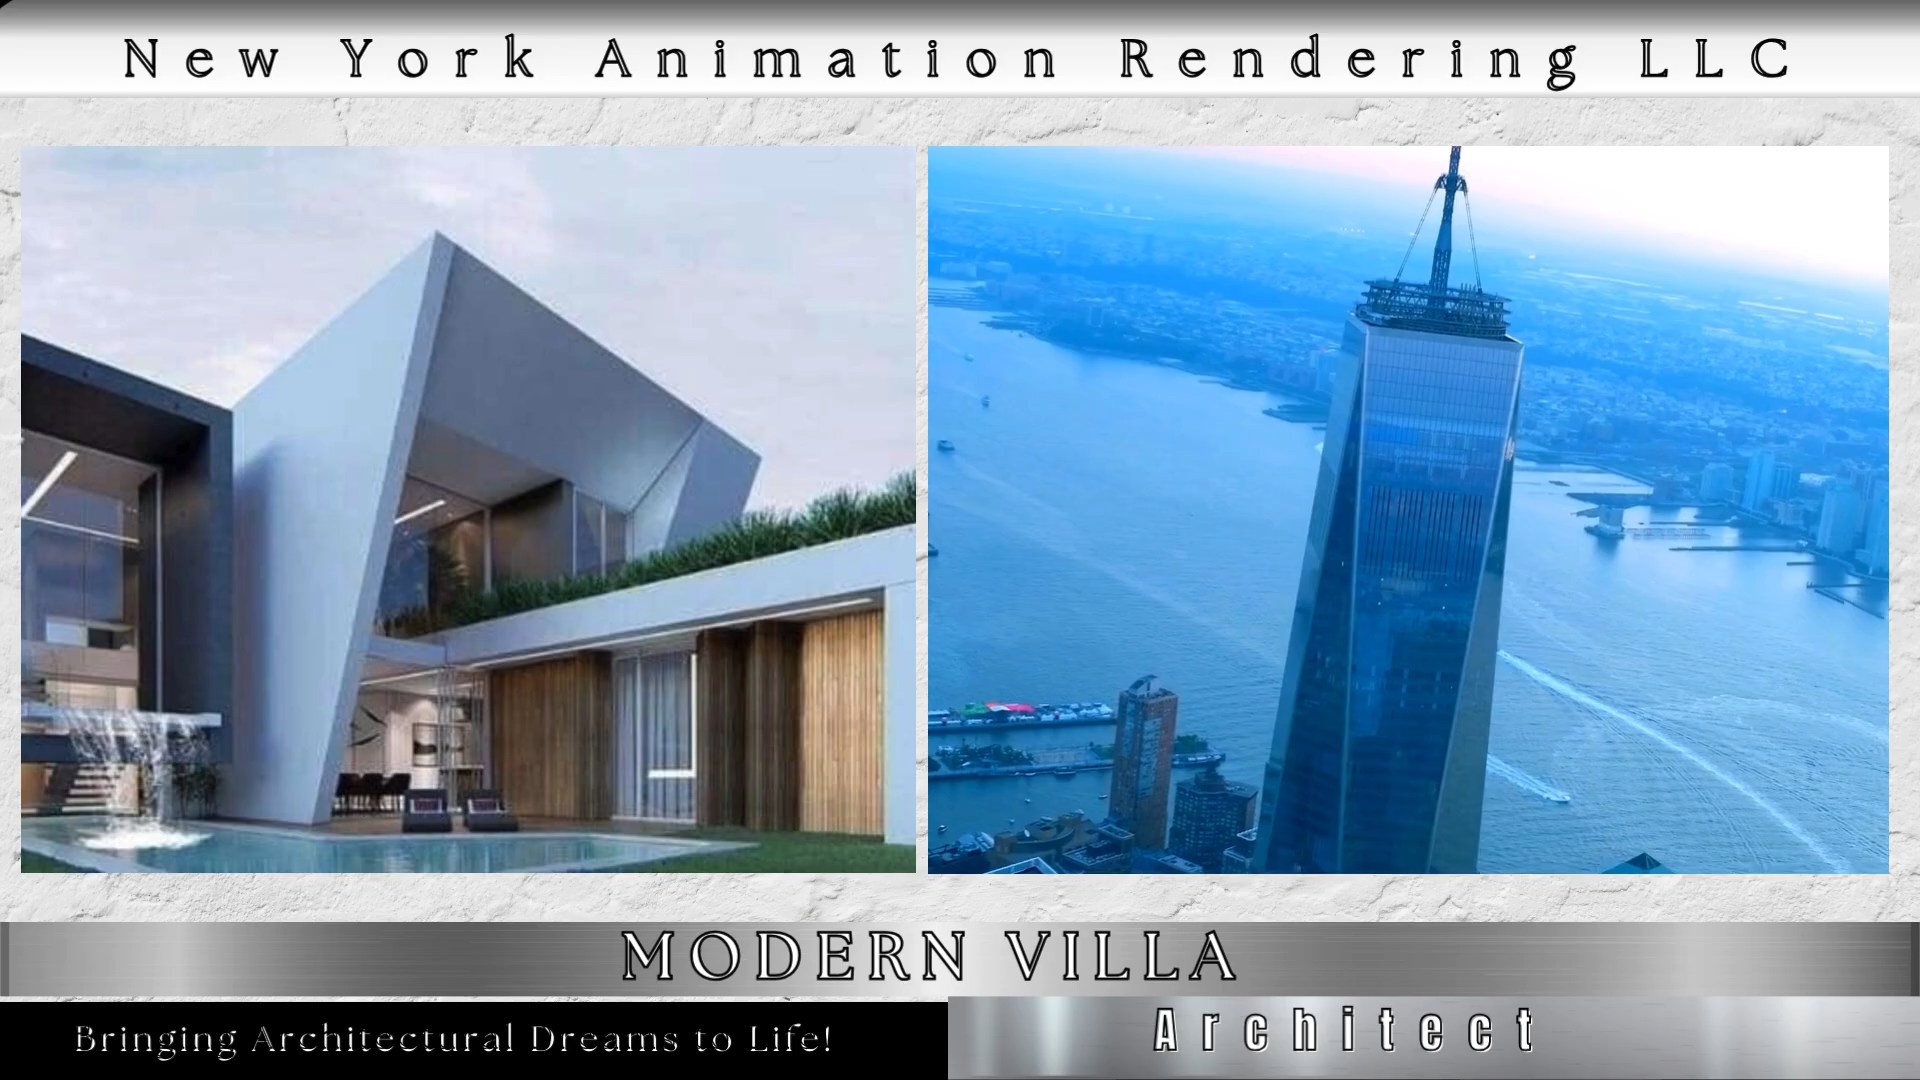 New York Animation Rendering LLC
MODERN VILLA
Bringing Architectural Dreams to Life!
Architect